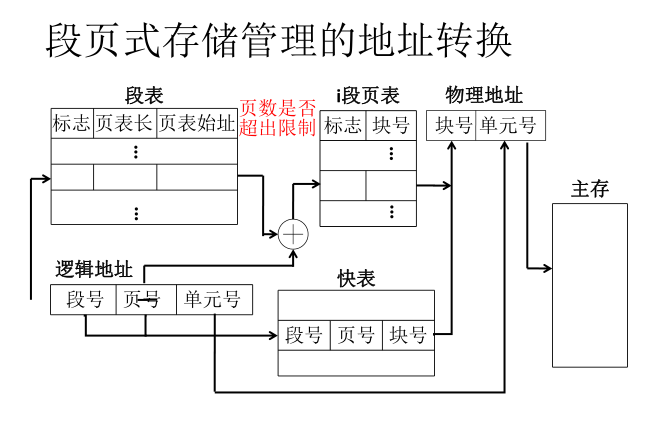 段页式存储管理的地址转换
段表
页数是否
超出限制
i段页表
物理地址
标志 页表长 页表始址
标志 块号
块号 单元号
主存
逻辑地址
段号 页号 单元号
快表
段号 页号 块号